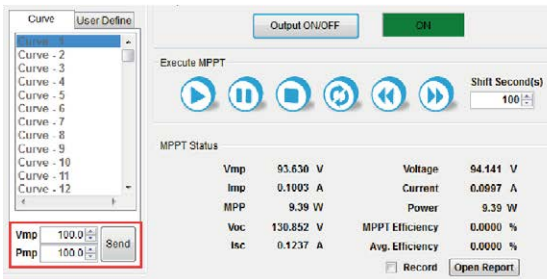 Curve User Define
Curve - 1
Curve - 2
Curve - 3
Curve - 4
Curve - 5
Curve - 6
Curve - 7
Curve - 8
Curve - 9
Curve - 10
Curve - 11
Curve - 12
Vmp 100.0
Pmp 100.0
Send
Output ON/OFF ON
Execute MPPT
Shift Second(s)
100
MPPT Status
Vmp 93.630 V Voltage 94.141 V
Imp 0.1003 A Current 0.0997 A
MPP 9.39 W Power 9.39 W
Voc 130.852 V MPPT Efficiency 0.0000 %
Isc 0.1237 A Avg. Efficiency 0.0000 %
Record Open Report